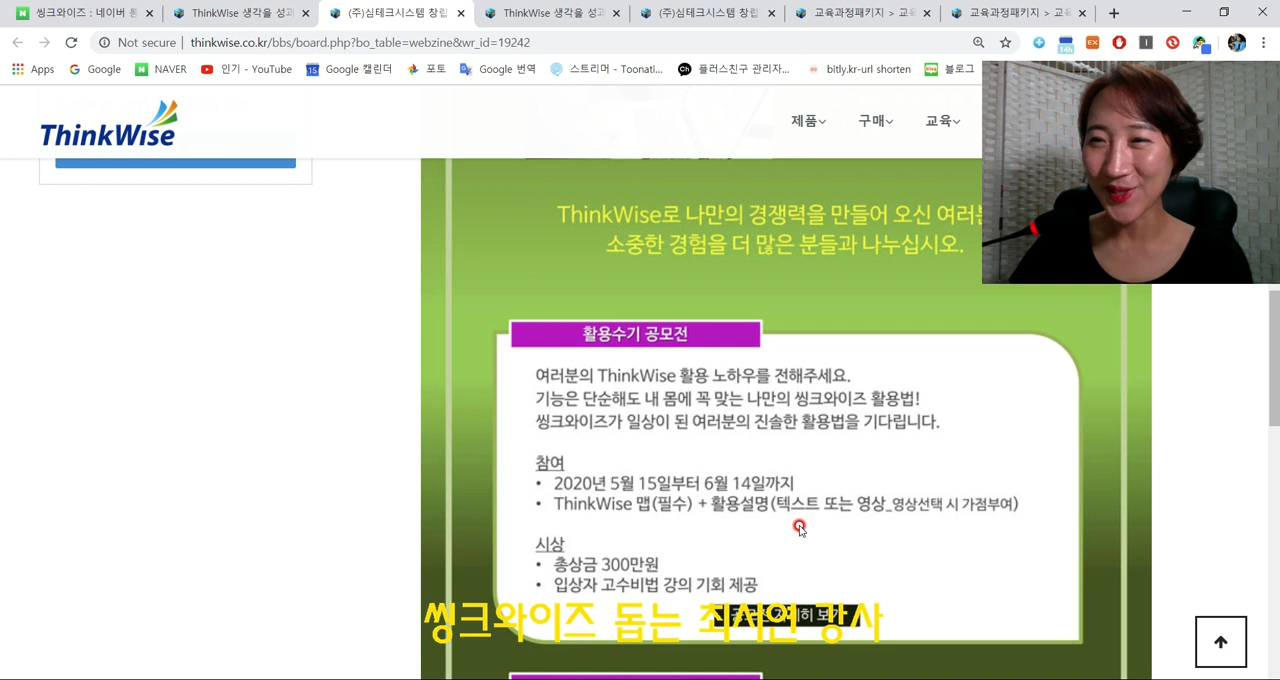 씽크와이즈 : 네이버 통
ThinkWise 생각을 성고
(주)심테크시스템 창립
ThinkWise 생각을 성고
(주)심테크시스템 창립
교육과정패키지 > 교육
교육과정패키지 > 교육
Not secure | thinkwise.co.kr/bbs/board.php?bo_table=webzine&wr_id=19242
14h
EX
Apps
Google
NAVER
인기 - YouTube
15
Google 캘린더
포토
Google 번역
스트리머 - Toonati...
Ch
플러스친구 관리자...
bitly.kr-url shorten
블로그
ThinkWise
제품
구매
교육
ThinkWise로 나만의 경쟁력을 만들어 오신 여러분
소중한 경험을 더 많은 분들과 나누십시오.
활용수기 공모전
여러분의 ThinkWise 활용 노하우를 전해주세요.
기능은 단순해도 내 몸에 꼭 맞는 나만의 씽크와이즈 활용법!
씽크와이즈가 일상이 된 여러분의 진솔한 활용법을 기다립니다.
참여
• 2020년 5월 15일부터 6월 14일까지
• ThinkWise 맵(필수) + 활용설명(텍스트 또는 영상_영상선택 시 가점부여)
시상
• 총상금 300만원
• 입상자 고수비법 강의 기회 제공
씽크와이즈 돕는 최시연 강사